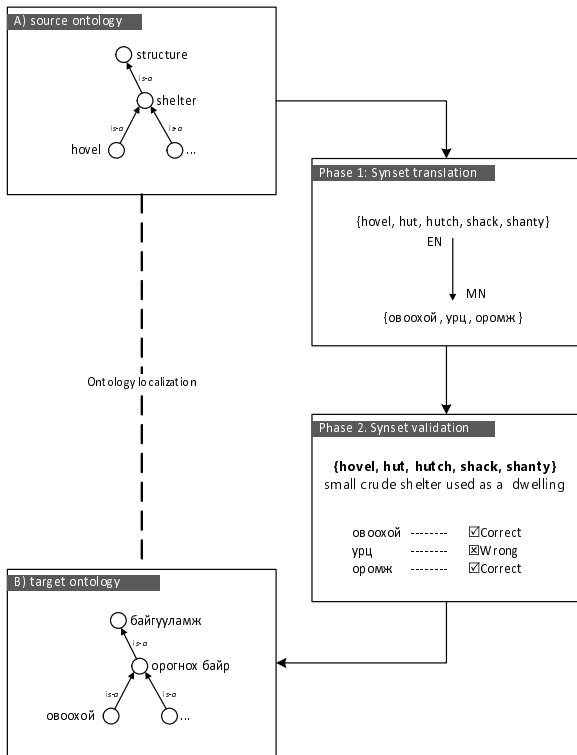 A) source ontology
structure
is-a
shelter
is-a
is-a
hovel
...
Phase 1: Synset translation
{hovel, hut, hutch, shack, shanty}
EN
MN
{овоохой, урц, оромж}
Ontology localization
Phase 2. Synset validation
{hovel, hut, hutch, shack, shanty}
small crude shelter used as a dwelling
овоохой -------- ☑Correct
урц -------- ☒Wrong
оромж -------- ☑Correct
B) target ontology
байгууламж
is-a
орогнох байр
is-a
is-a
овоохой
...